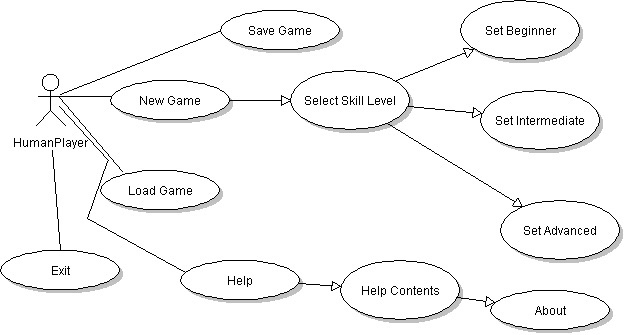 Save Game
Set Beginner
New Game
Select Skill Level
Set Intermediate
HumanPlayer
Load Game
Set Advanced
Exit
Help
Help Contents
About